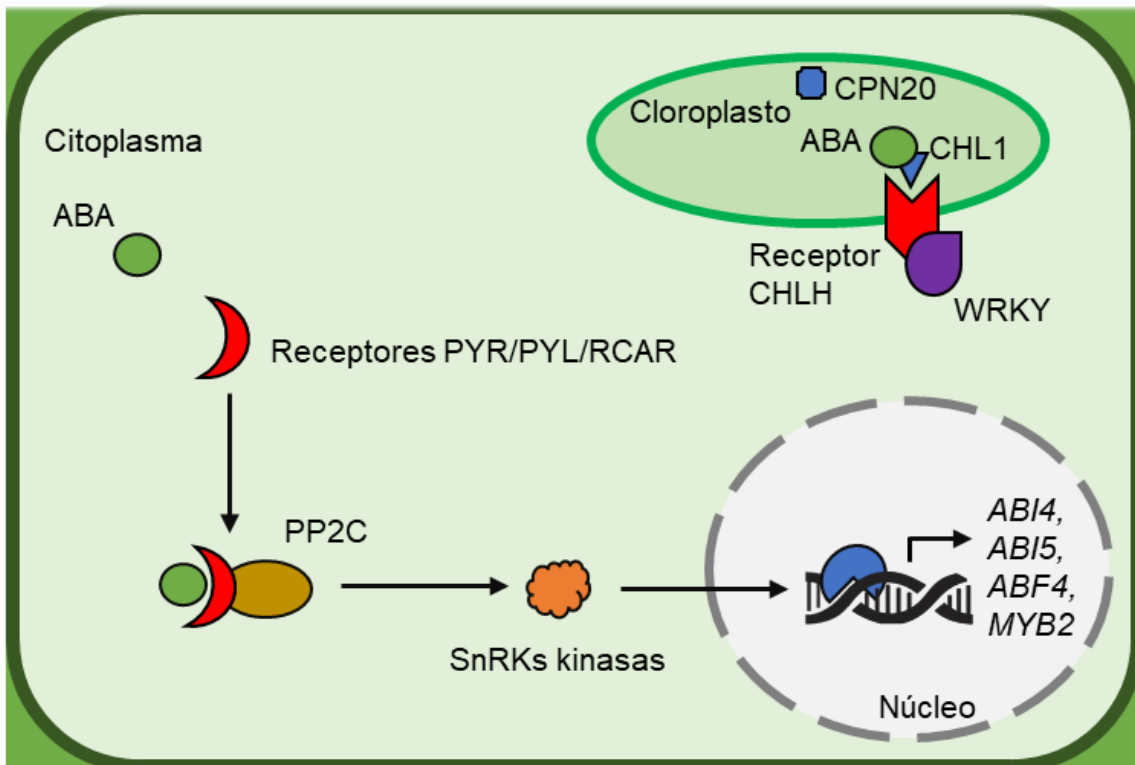 Citoplasma
ABA
Receptores PYR/PYL/RCAR
PP2C
SnRKs kinasas
Cloroplasto
CPN20
ABA
CHL1
Receptor
CHLH
WRKY
ABI4,
ABI5,
ABF4,
MYB2
Núcleo